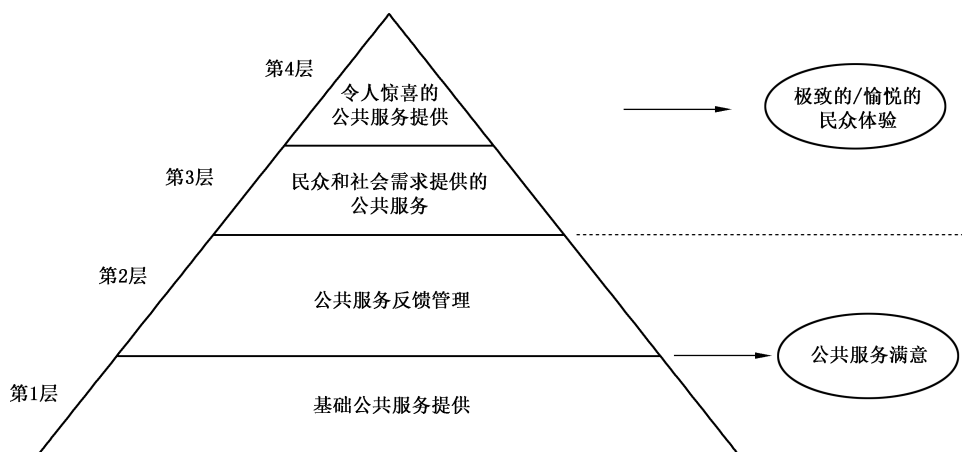 第4层
令人惊喜的
公共服务提供
极致的/愉悦的
民众体验
第3层
民众和社会需求提供的
公共服务
第2层
公共服务反馈管理
公共服务满意
第1层
基础公共服务提供